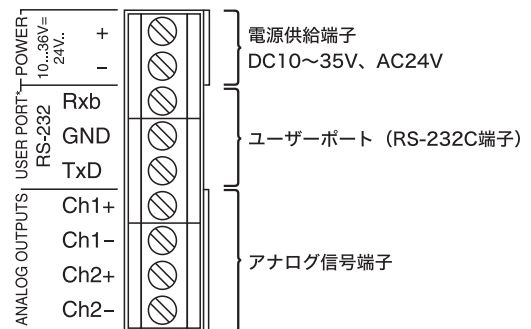 POWER
10...36V=
24V..
+
−
電源供給端子
DC10〜35V、AC24V
USER PORT*
RS-232
Rxb
GND
TxD
ユーザーポート（RS-232C端子）
ANALOG OUTPUTS
Ch1+
Ch1−
Ch2+
Ch2−
アナログ信号端子